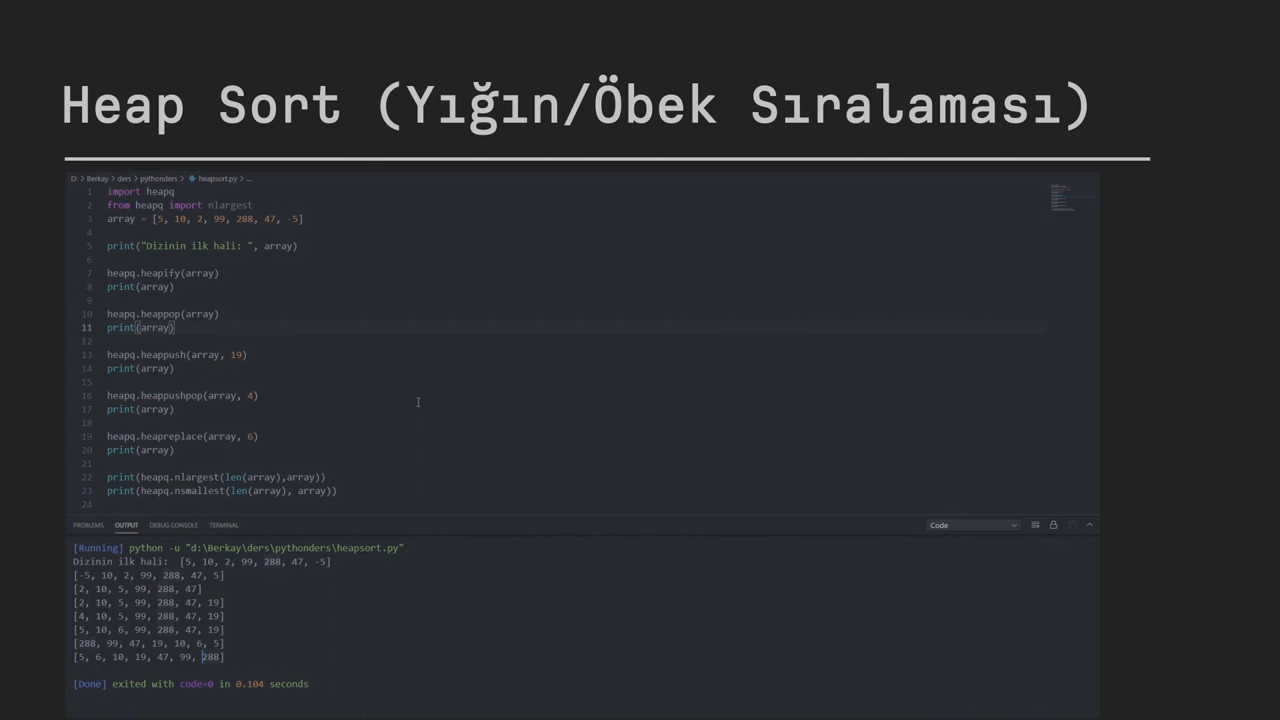 Heap Sort (Yığın/Öbek Sıralaması)
D: > Berkay > ders > pythonders > heapsort.py > ...
1 import heapq
2 from heapq import nlargest
3 array = [5, 10, 2, 99, 288, 47, -5]
4
5 print("Dizinin ilk hali: ", array)
6
7 heapq.heapify(array)
8 print(array)
9
10 heapq.heappop(array)
11 print(array)
12
13 heapq.heappush(array, 19)
14 print(array)
15
16 heapq.heappushpop(array, 4)
17 print(array)
18
19 heapq.heapreplace(array, 6)
20 print(array)
21
22 print(heapq.nlargest(len(array),array))
23 print(heapq.nsmallest(len(array), array))
24
PROBLEMS OUTPUT DEBUG CONSOLE TERMINAL Code
[Running] python -u "d:\Berkay\ders\pythonders\heapsort.py"
Dizinin ilk hali:  [5, 10, 2, 99, 288, 47, -5]
[-5, 10, 2, 99, 288, 47, 5]
[2, 10, 5, 99, 288, 47]
[2, 10, 5, 99, 288, 47, 19]
[4, 10, 5, 99, 288, 47, 19]
[5, 10, 6, 99, 288, 47, 19]
[288, 99, 47, 19, 10, 6, 5]
[5, 6, 10, 19, 47, 99, 288]
[Done] exited with code=0 in 0.104 seconds